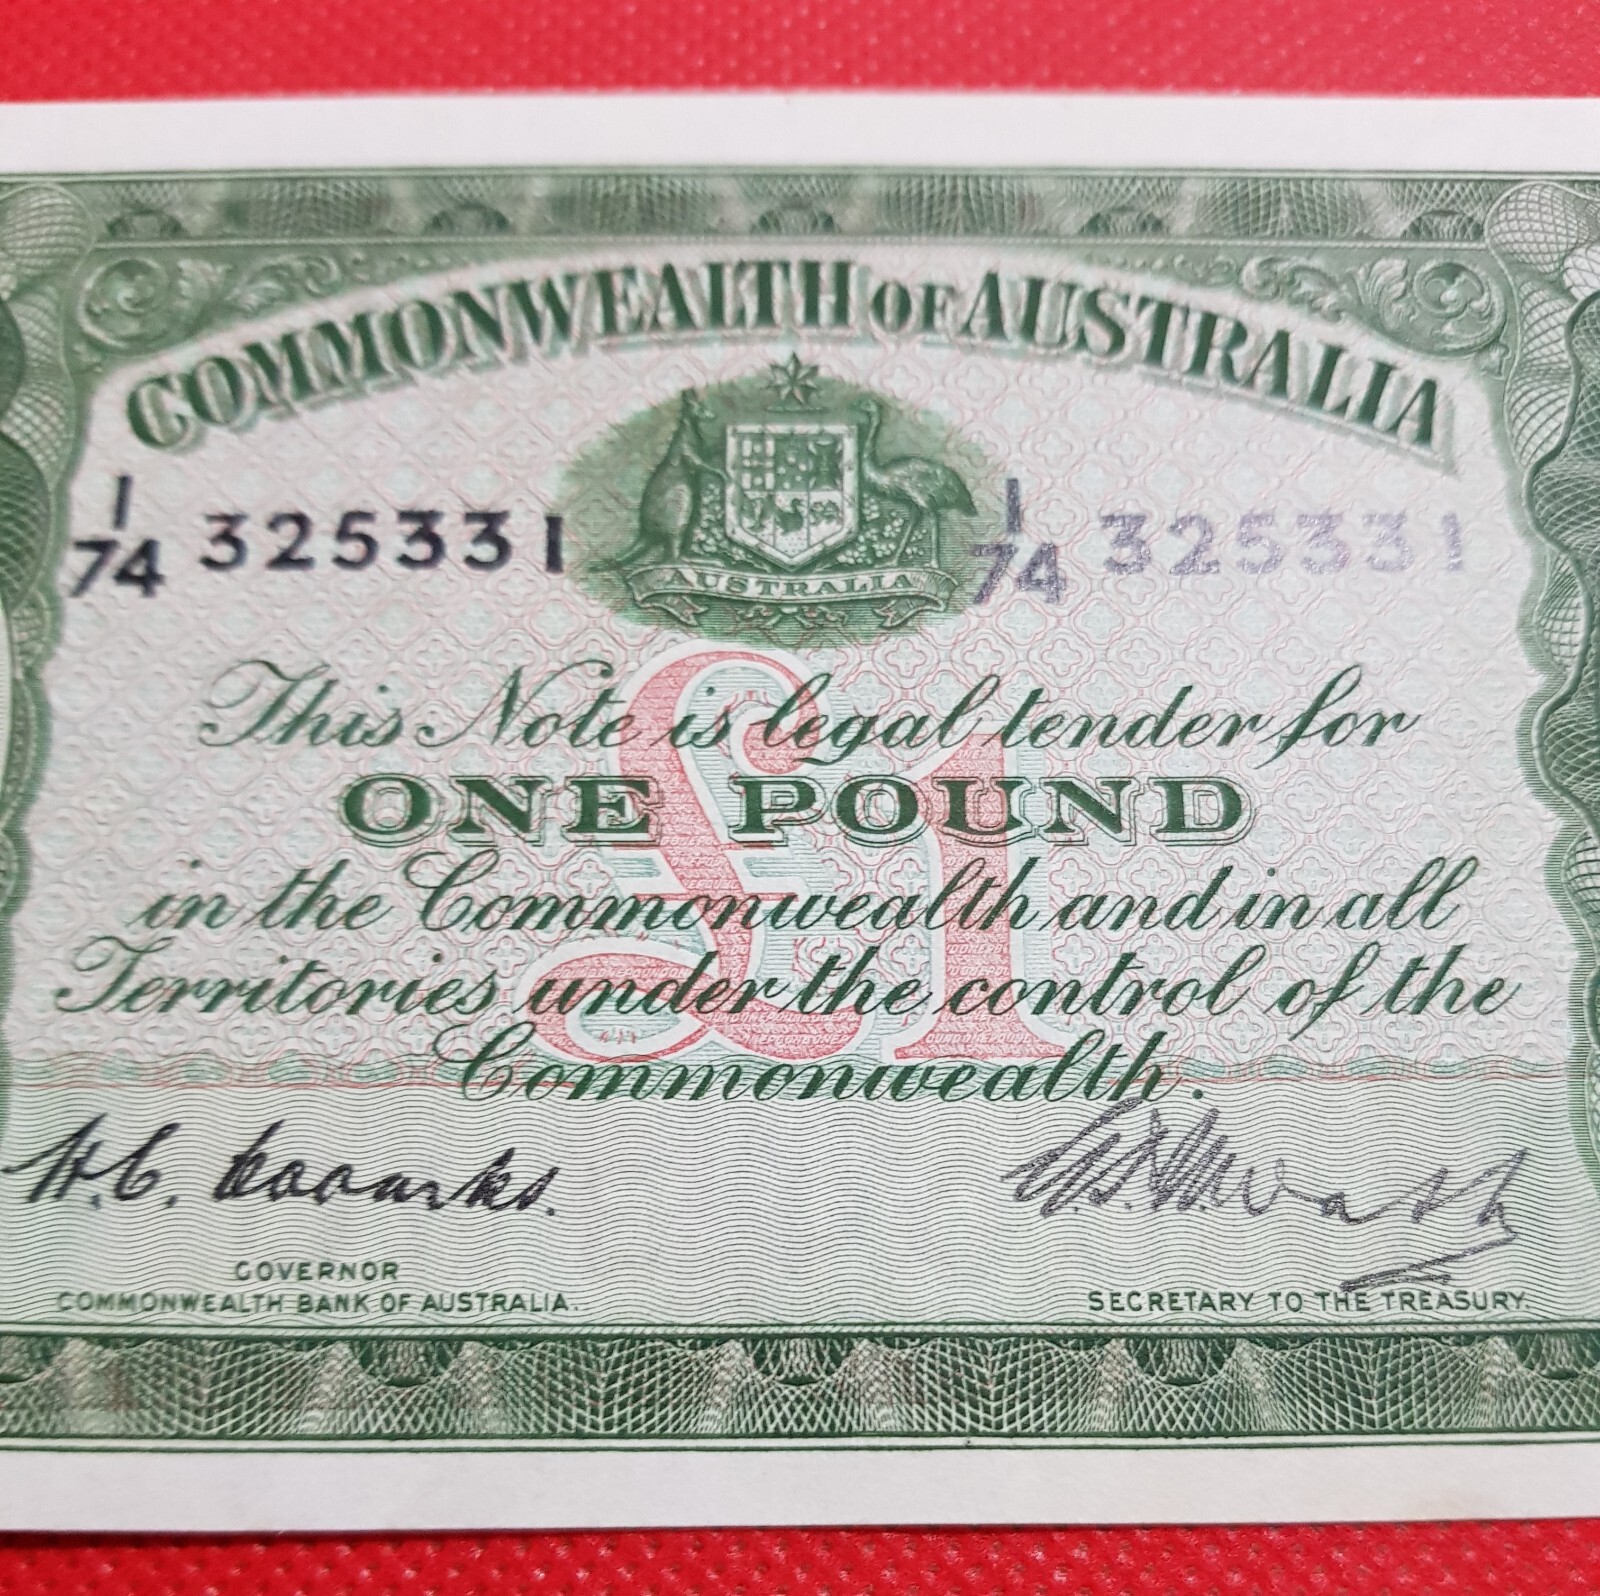 COMMONWEALTH OF AUSTRALIA
1/74 325331
1/74 325331
AUSTRALIA
This Note is legal tender for
ONE POUND
£1
in the Commonwealth and in all
Territories under the control of the
Commonwealth.
GOVERNOR
COMMONWEALTH BANK OF AUSTRALIA.
SECRETARY TO THE TREASURY.